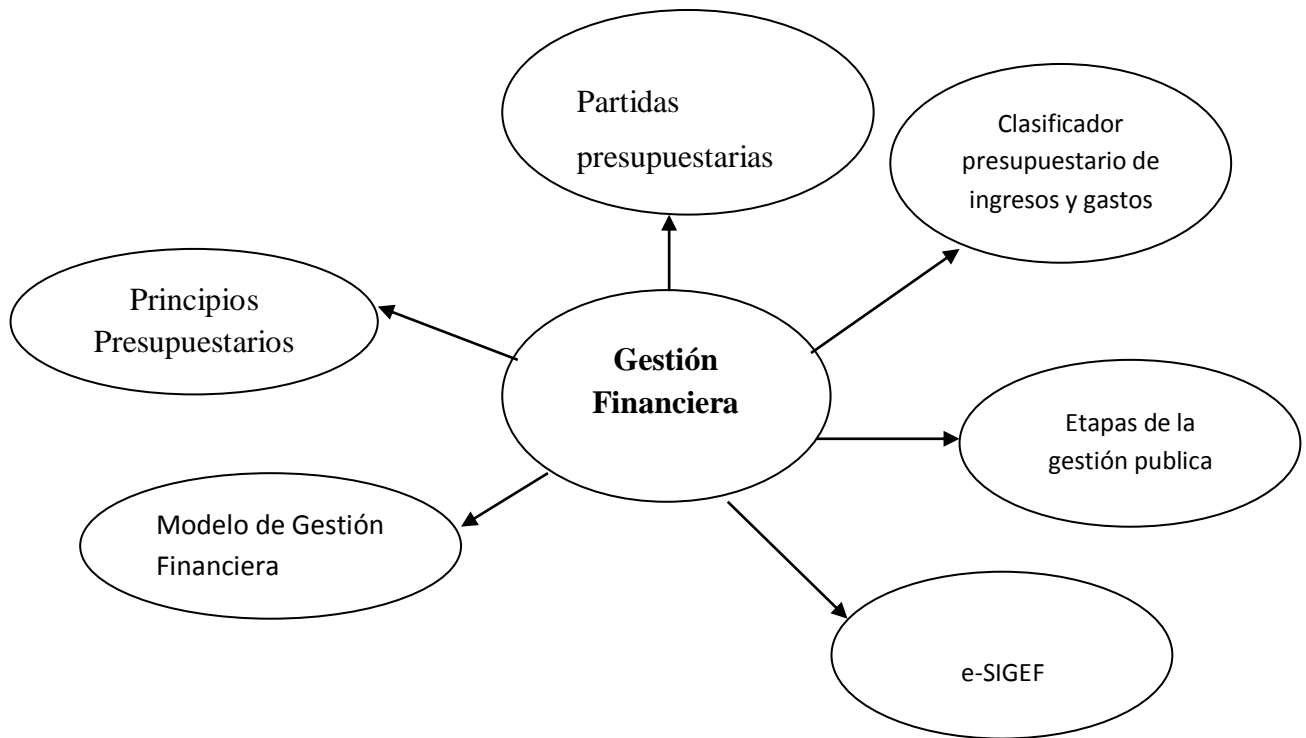 Partidas
presupuestarias
Clasificador
presupuestario de
ingresos y gastos
Principios
Presupuestarios
Gestión
Financiera
Etapas de la
gestión publica
Modelo de Gestión
Financiera
e-SIGEF